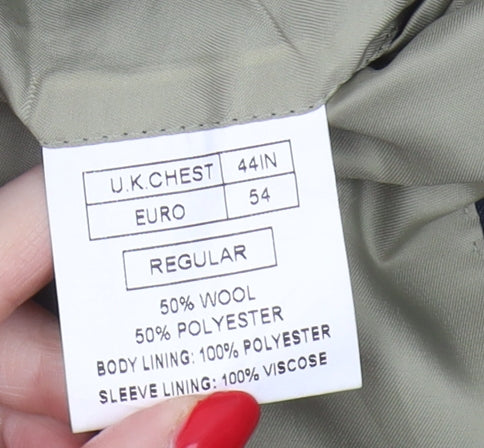 U.K.CHEST 44IN
EURO 54
REGULAR
50% WOOL
50% POLYESTER
BODY LINING: 100% POLYESTER
SLEEVE LINING: 100% VISCOSE